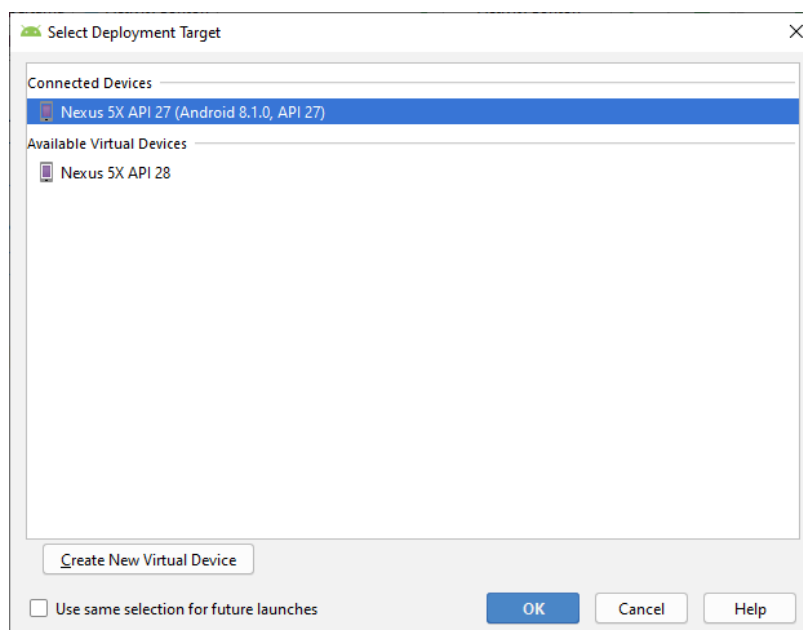 Select Deployment Target
Connected Devices
Nexus 5X API 27 (Android 8.1.0, API 27)
Available Virtual Devices
Nexus 5X API 28
Create New Virtual Device
Use same selection for future launches
OK
Cancel
Help